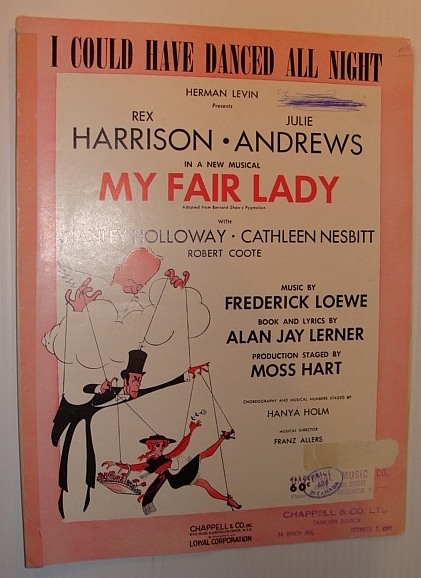 I COULD HAVE DANCED ALL NIGHT
HERMAN LEVIN
Presents
REX JULIE
HARRISON • ANDREWS
IN A NEW MUSICAL
MY FAIR LADY
Adapted from Bernard Shaw's Pygmalion
WITH
HOLLOWAY • CATHLEEN NESBITT
ROBERT COOTE
MUSIC BY
FREDERICK LOEWE
BOOK AND LYRICS BY
ALAN JAY LERNER
PRODUCTION STAGED BY
MOSS HART
CHOREOGRAPHY AND MUSICAL NUMBERS STAGED BY
HANYA HOLM
MUSICAL DIRECTOR
FRANZ ALLERS
MUSIC CO.
60¢
CHAPPELL & CO. LTD.
CHAPPELL & CO. INC
LOWAL CORPORATION